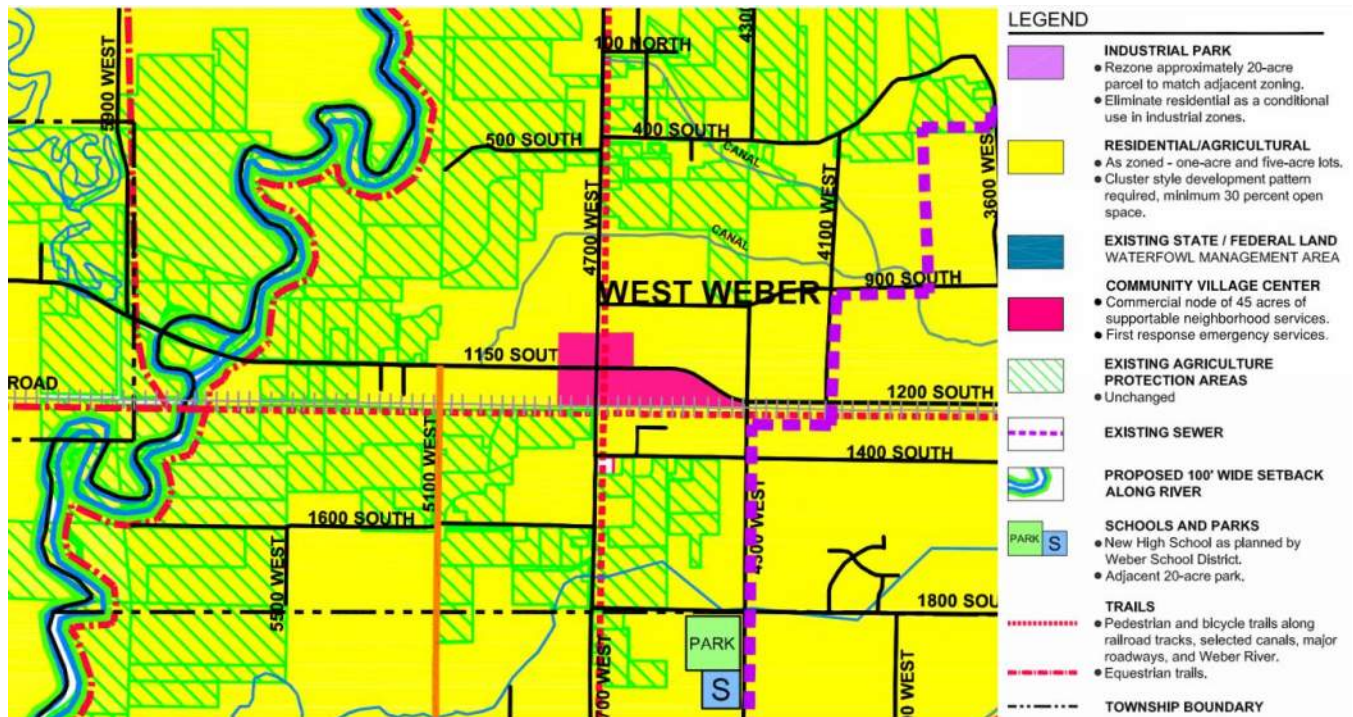 5900 WEST
100 NORTH
430
500 SOUTH
400 SOUTH
CANAL
4700 WEST
4100 WEST
3600 WEST
CANAL
900 SOUTH
WEST WEBER
1150 SOUT
ROAD
1200 SOUTH
5100 WEST
1400 SOUTH
1600 SOUTH
4300 WEST
5500 WEST
1800 SOU
PARK
S
700 WEST
00 WEST
LEGEND
INDUSTRIAL PARK
• Rezone approximately 20-acre
parcel to match adjacent zoning.
• Eliminate residential as a conditional
use in industrial zones.
RESIDENTIAL/AGRICULTURAL
• As zoned - one-acre and five-acre lots.
• Cluster style development pattern
required, minimum 30 percent open
space.
EXISTING STATE / FEDERAL LAND
WATERFOWL MANAGEMENT AREA
COMMUNITY VILLAGE CENTER
• Commercial node of 45 acres of
supportable neighborhood services.
• First response emergency services.
EXISTING AGRICULTURE
PROTECTION AREAS
• Unchanged
EXISTING SEWER
PROPOSED 100' WIDE SETBACK
ALONG RIVER
PARK
S
SCHOOLS AND PARKS
• New High School as planned by
Weber School District.
• Adjacent 20-acre park.
TRAILS
• Pedestrian and bicycle trails along
railroad tracks, selected canals, major
roadways, and Weber River.
• Equestrian trails.
TOWNSHIP BOUNDARY